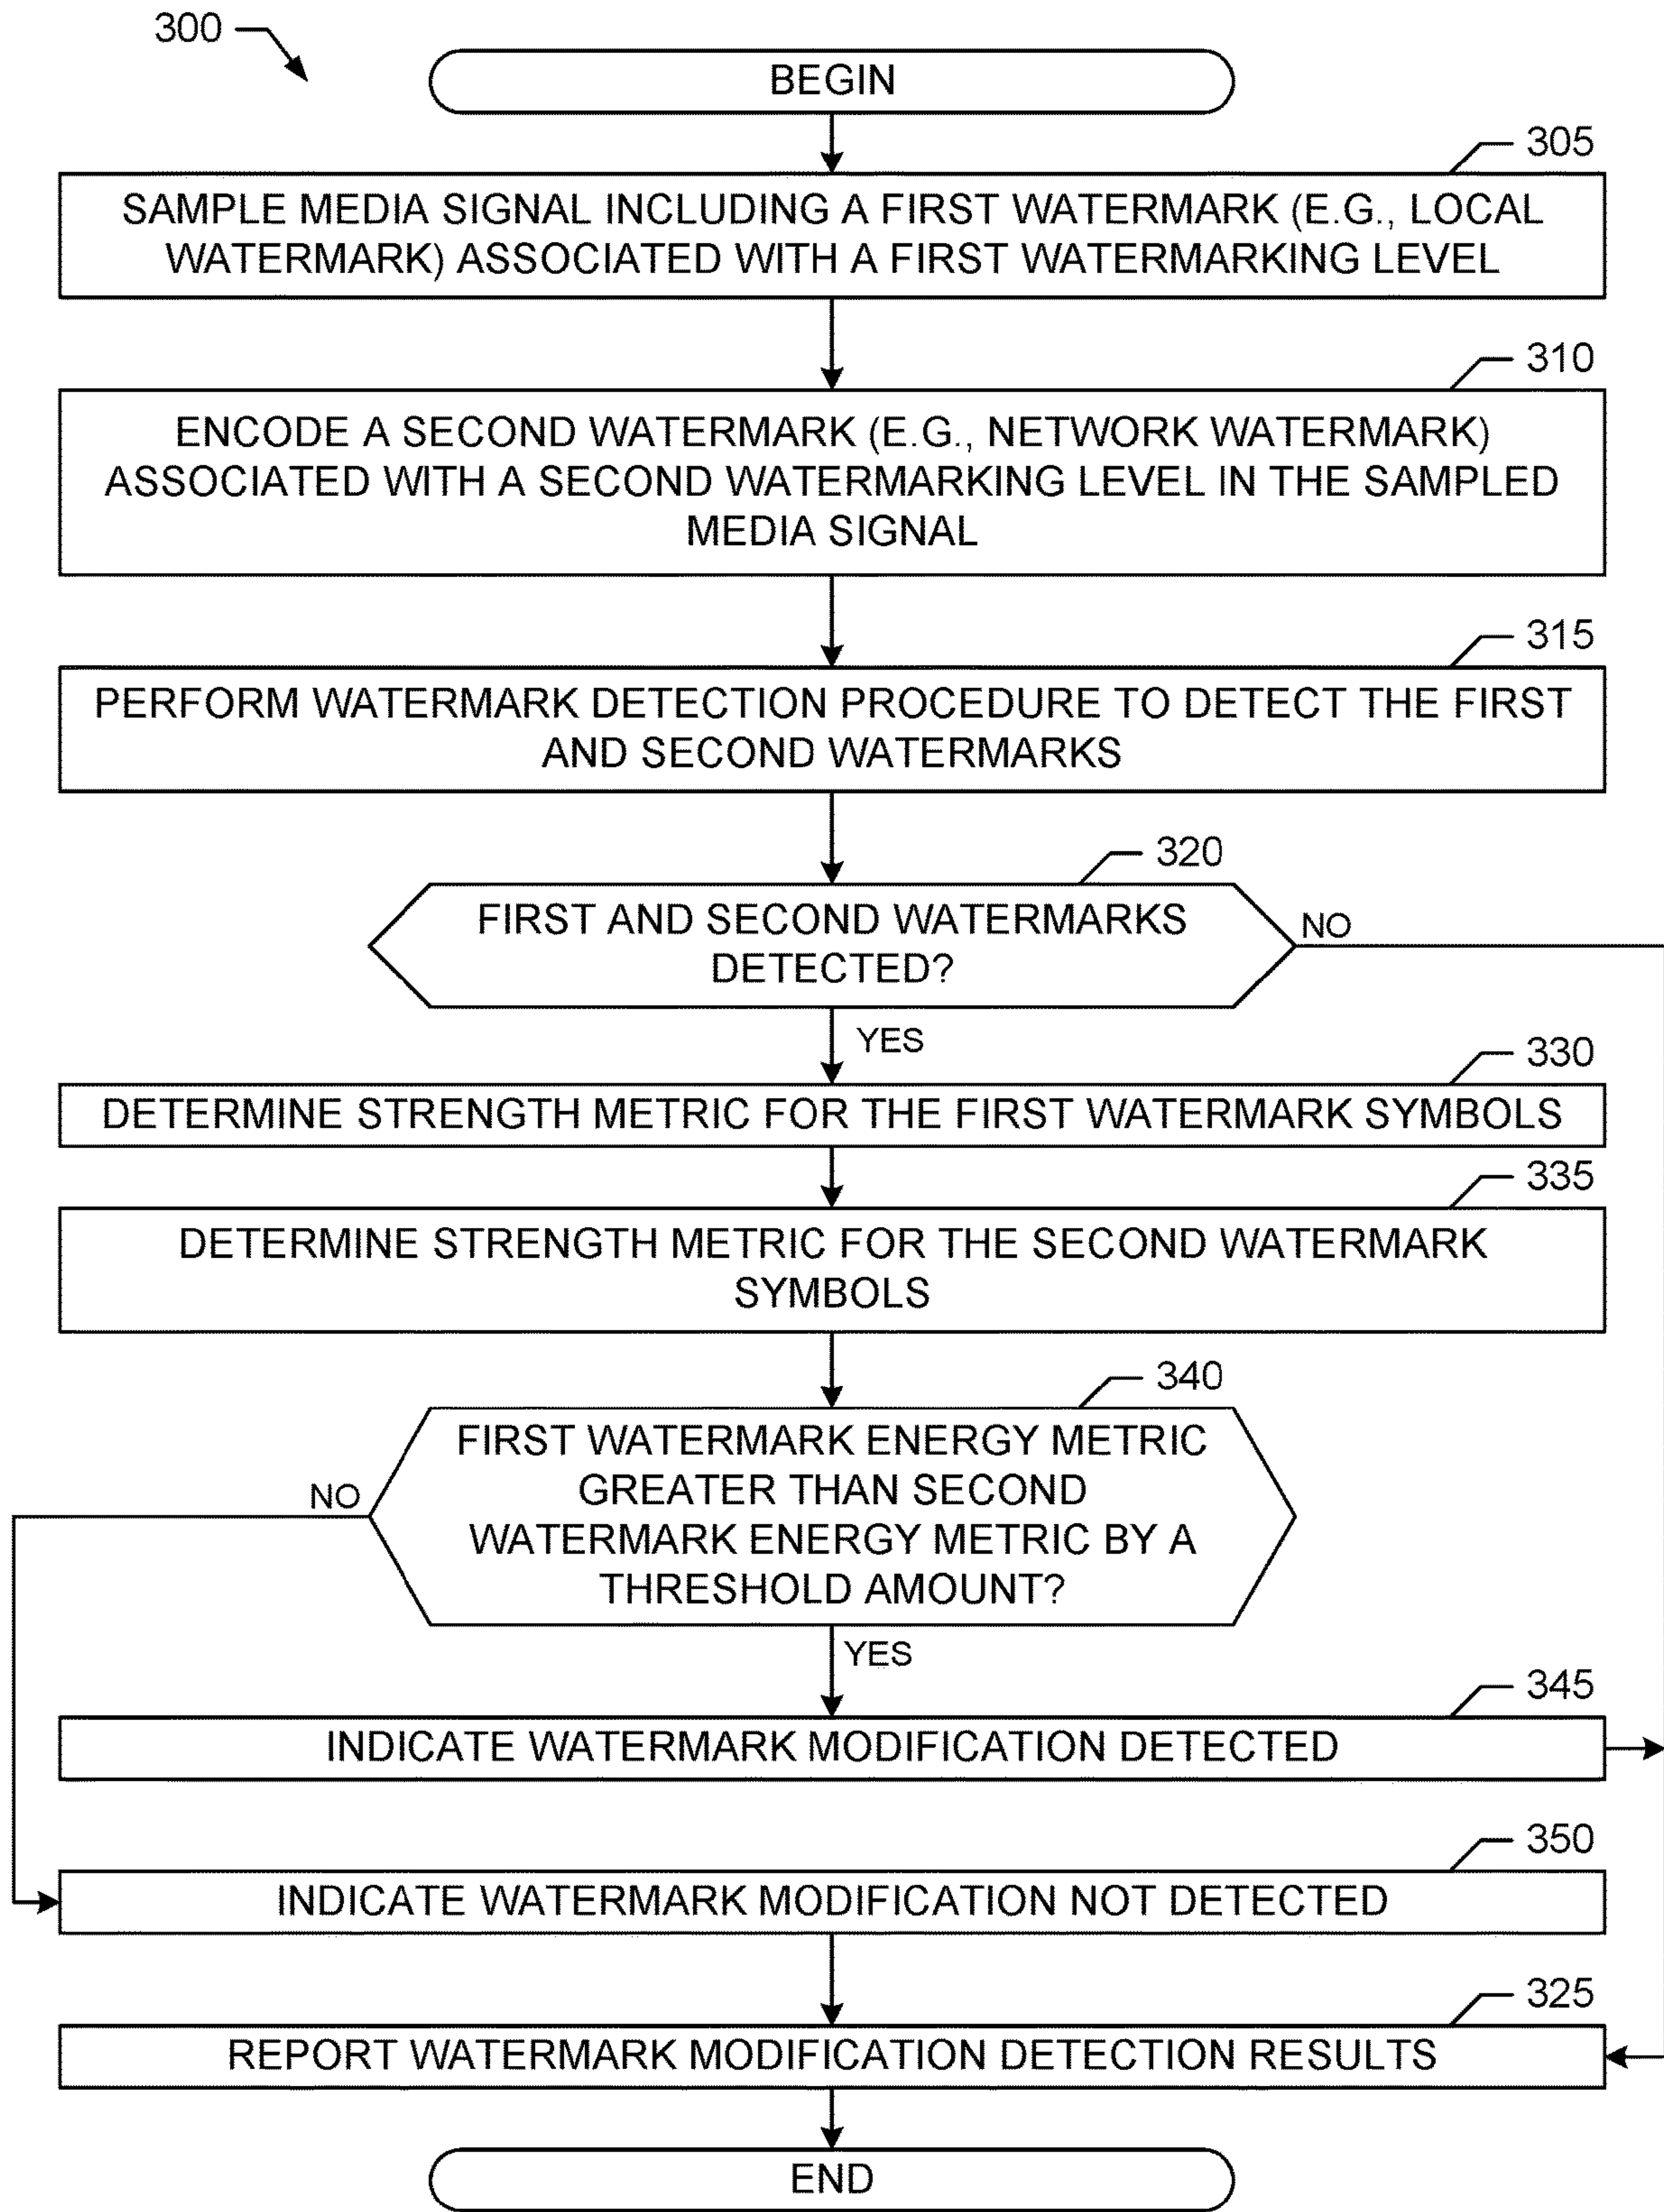 300
BEGIN
305
SAMPLE MEDIA SIGNAL INCLUDING A FIRST WATERMARK (E.G., LOCAL
WATERMARK) ASSOCIATED WITH A FIRST WATERMARKING LEVEL
310
ENCODE A SECOND WATERMARK (E.G., NETWORK WATERMARK)
ASSOCIATED WITH A SECOND WATERMARKING LEVEL IN THE SAMPLED
MEDIA SIGNAL
315
PERFORM WATERMARK DETECTION PROCEDURE TO DETECT THE FIRST
AND SECOND WATERMARKS
320
FIRST AND SECOND WATERMARKS
DETECTED?
NO
YES
330
DETERMINE STRENGTH METRIC FOR THE FIRST WATERMARK SYMBOLS
335
DETERMINE STRENGTH METRIC FOR THE SECOND WATERMARK
SYMBOLS
340
FIRST WATERMARK ENERGY METRIC
GREATER THAN SECOND
WATERMARK ENERGY METRIC BY A
THRESHOLD AMOUNT?
NO
YES
345
INDICATE WATERMARK MODIFICATION DETECTED
350
INDICATE WATERMARK MODIFICATION NOT DETECTED
325
REPORT WATERMARK MODIFICATION DETECTION RESULTS
END